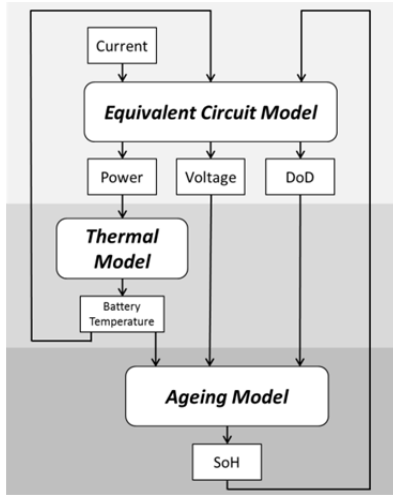 Current
Equivalent Circuit Model
Power
Voltage
DoD
Thermal
Model
Battery
Temperature
Ageing Model
SoH